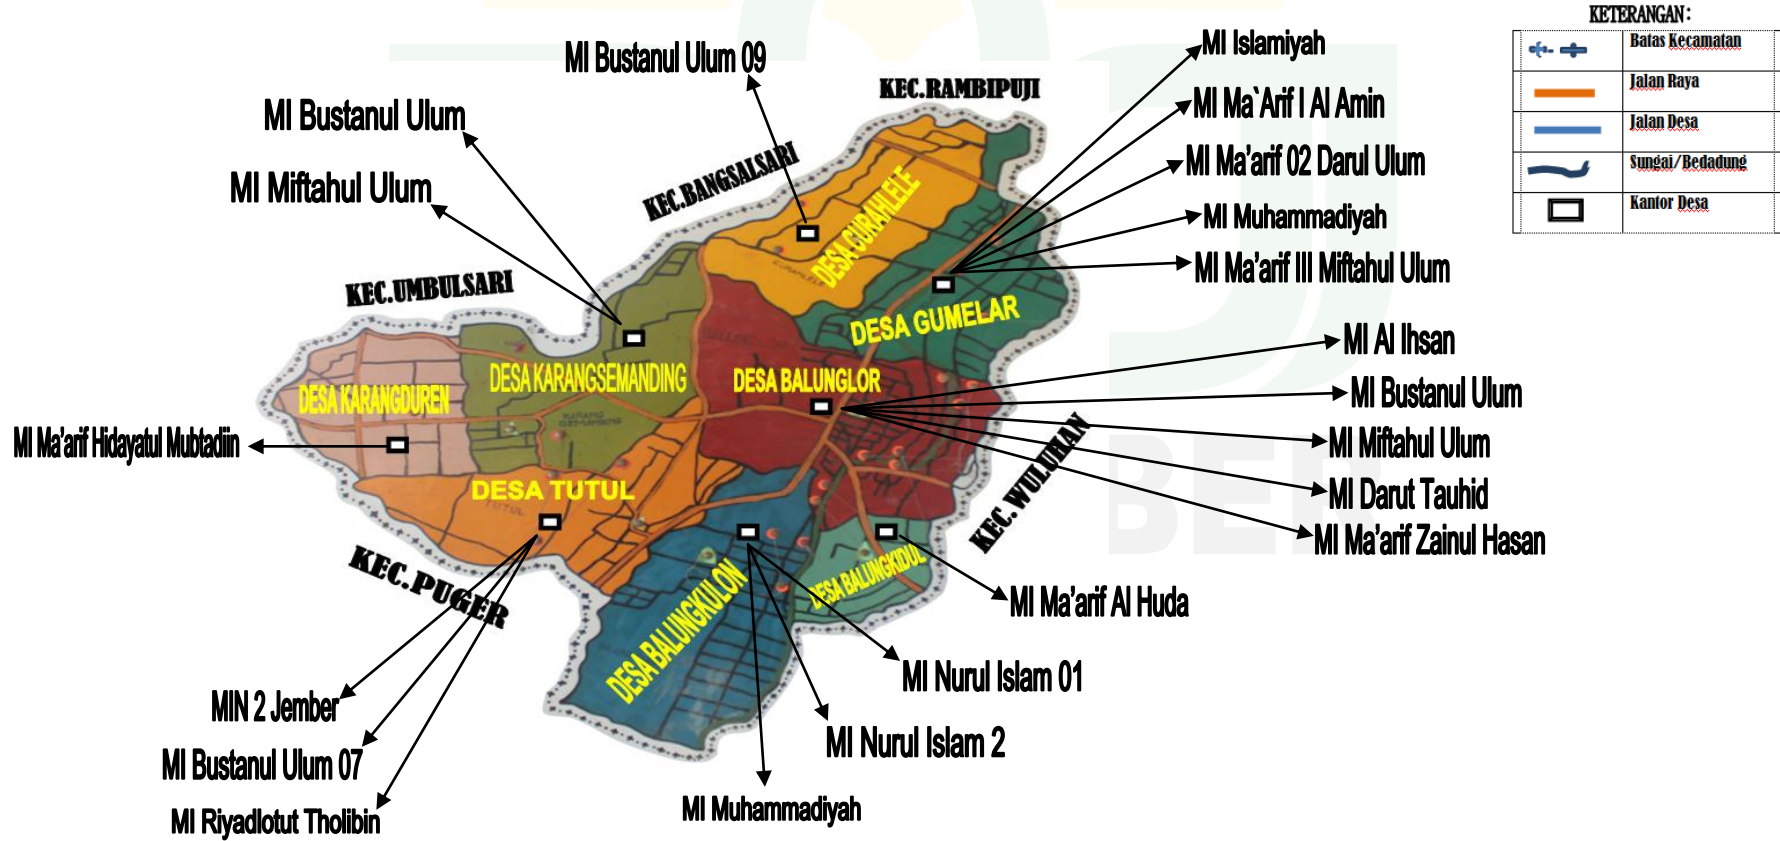 KETERANGAN :
Batas Kecamatan
Jalan Raya
Jalan Desa
Sungai/Bedadung
Kantor Desa
MI Bustanul Ulum 09
MI Bustanul Ulum
MI Miftahul Ulum
KEC.RAMBIPUJI
KEC.BANGSALSARI
KEC.UMBULSARI
MI Islamiyah
MI Ma`Arif I Al Amin
MI Ma'arif 02 Darul Ulum
MI Muhammadiyah
MI Ma'arif III Miftahul Ulum
DESA CURAHLELE
DESA GUMELAR
DESA KARANGSEMANDING
DESA BALUNGLOR
DESA KARANGDUREN
MI Ma'arif Hidayatul Mubtadiin
MI Al Ihsan
MI Bustanul Ulum
MI Miftahul Ulum
MI Darut Tauhid
MI Ma'arif Zainul Hasan
KEC.WULUHAN
DESA TUTUL
TUTUL
KEC.PUGER
DESA BALUNGKULON
DESA BALUNGKIDUL
MI Ma'arif Al Huda
MI Nurul Islam 01
MI Nurul Islam 2
MI Muhammadiyah
MIN 2 Jember
MI Bustanul Ulum 07
MI Riyadlotut Tholibin
BER